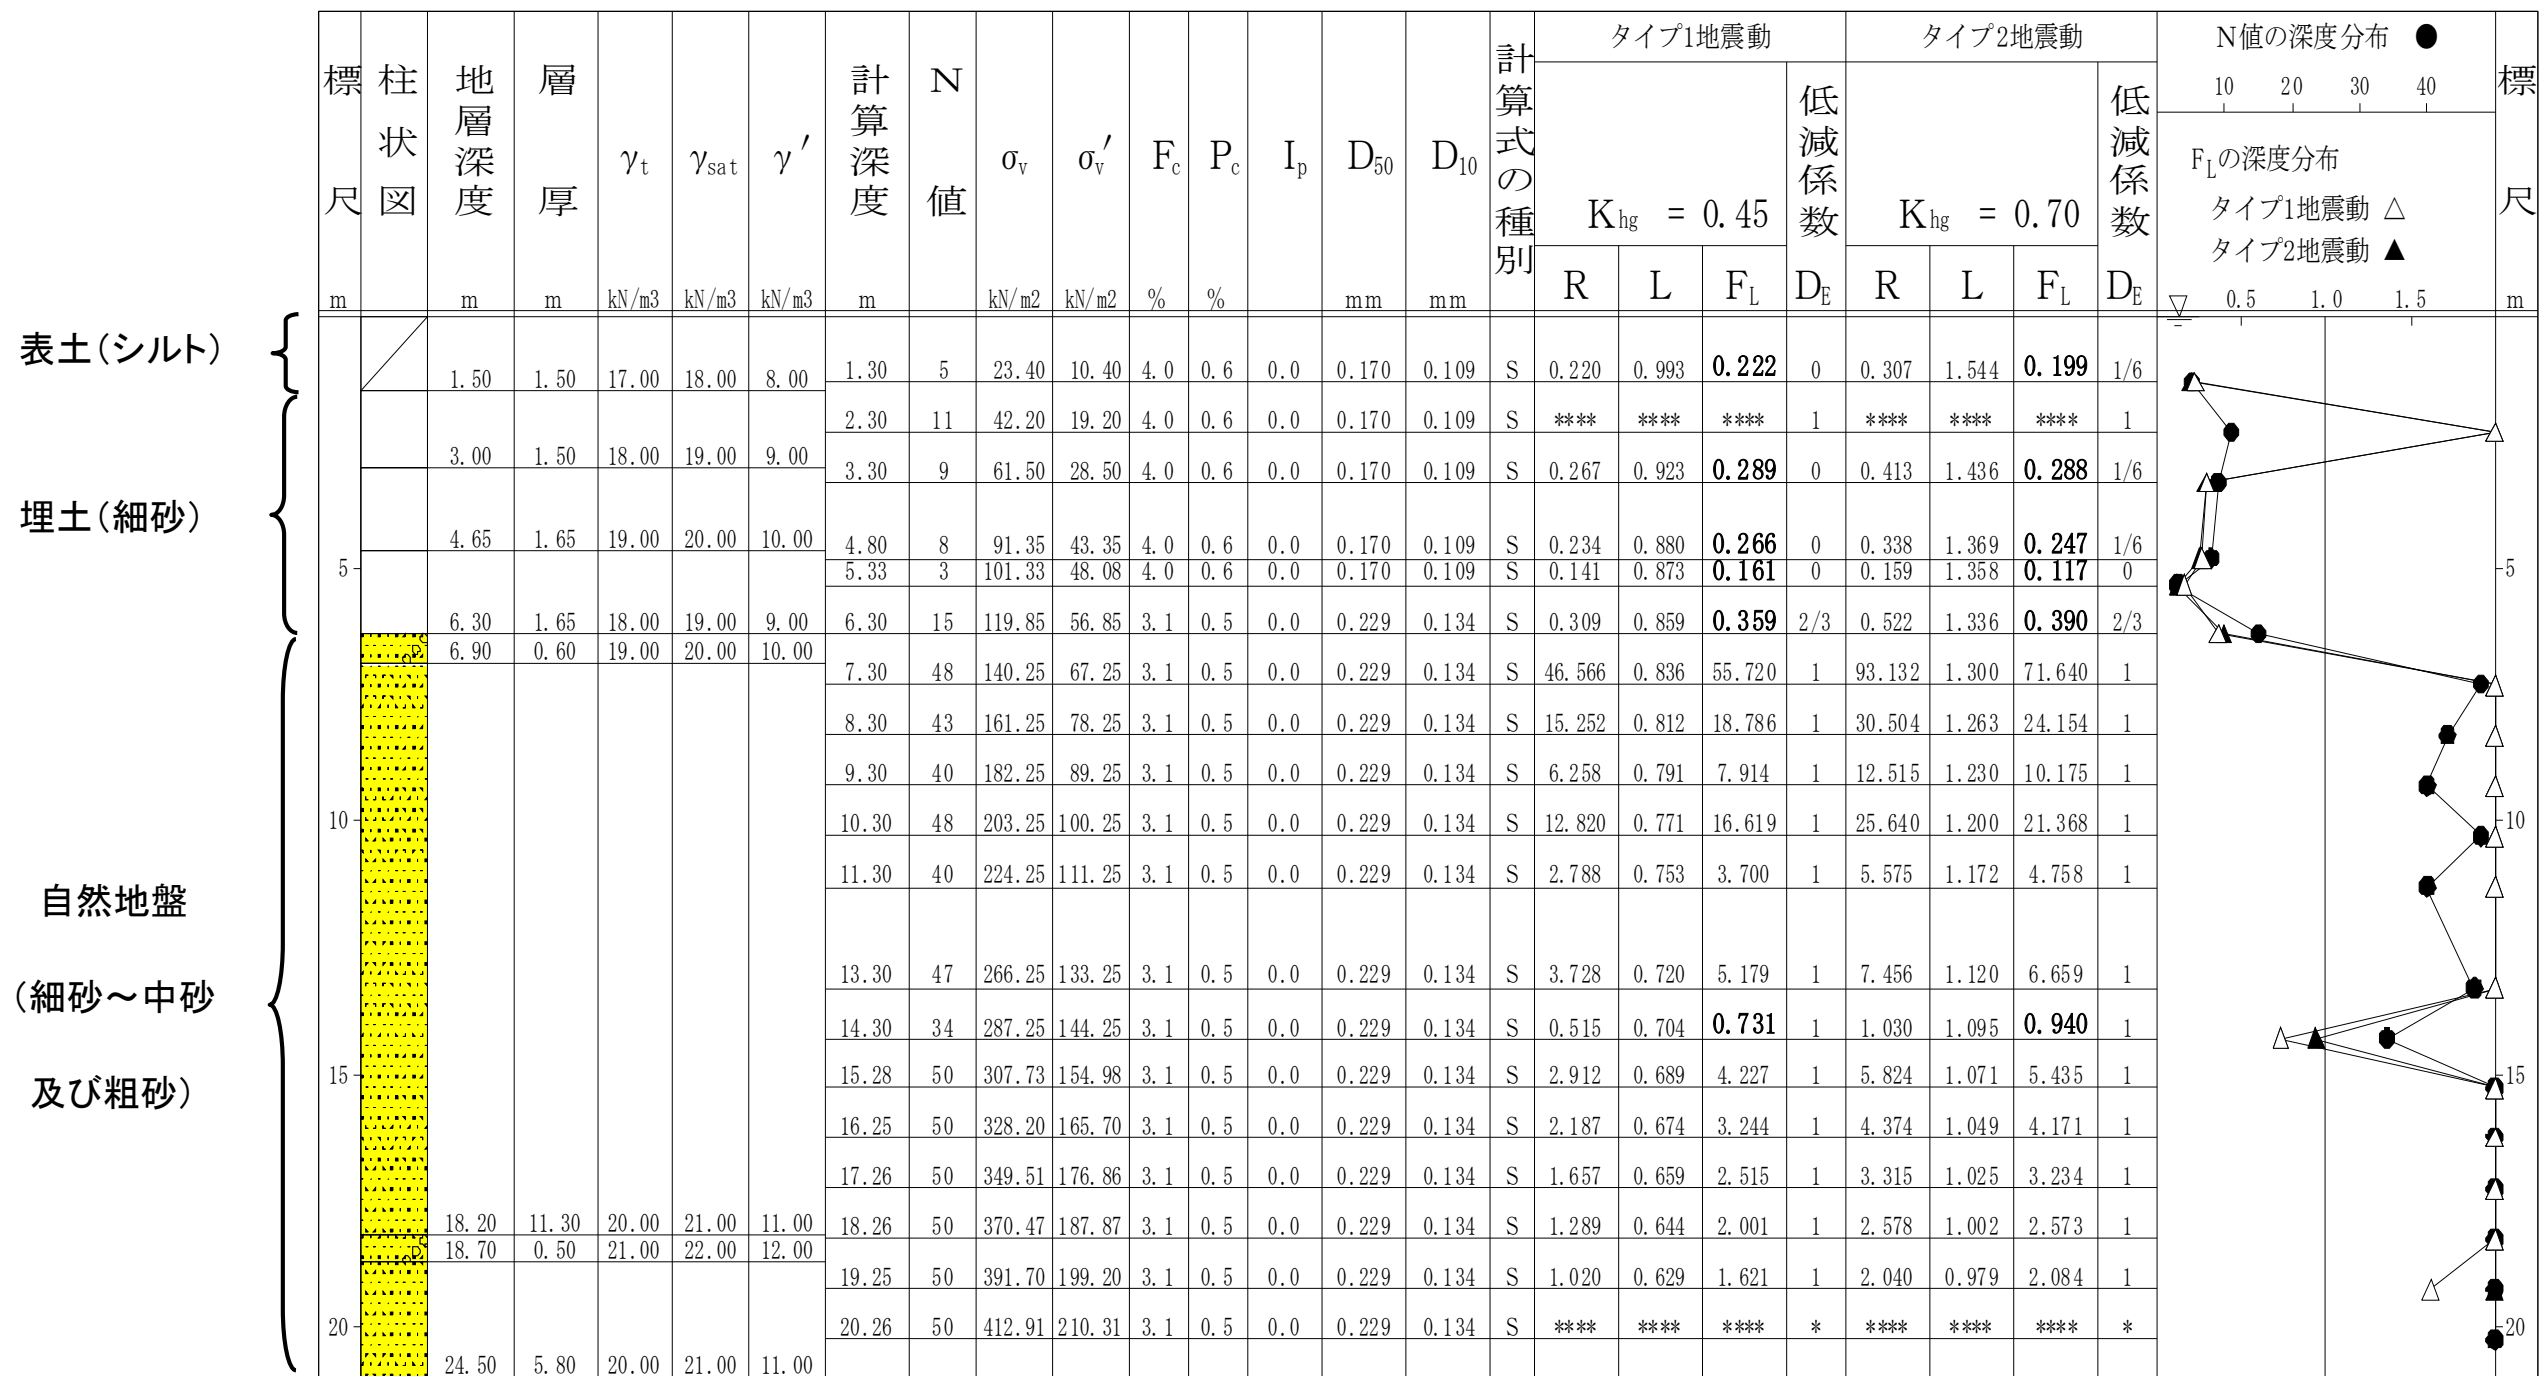 標尺 柱状図 地層深度 層厚 γt γsat γ′ 計算深度 N値 σv σv′ Fc Pc Ip D50 D10 計算式の種別 タイプ1地震動 タイプ2地震動 N値の深度分布 ● 標尺
Khg = 0.45 低減係数 Khg = 0.70 低減係数
10 20 30 40
FLの深度分布
タイプ1地震動 △
タイプ2地震動 ▲
R L FL DE R L FL DE
m m m kN/m3 kN/m3 kN/m3 m kN/m2 kN/m2 % % mm mm 0.5 1.0 1.5 m
表土(シルト)
1.50 1.50 17.00 18.00 8.00
1.30 5 23.40 10.40 4.0 0.6 0.0 0.170 0.109 S 0.220 0.993 0.222 0 0.307 1.544 0.199 1/6
2.30 11 42.20 19.20 4.0 0.6 0.0 0.170 0.109 S **** **** **** 1 **** **** **** 1
3.00 1.50 18.00 19.00 9.00
3.30 9 61.50 28.50 4.0 0.6 0.0 0.170 0.109 S 0.267 0.923 0.289 0 0.413 1.436 0.288 1/6
埋土(細砂)
4.65 1.65 19.00 20.00 10.00
4.80 8 91.35 43.35 4.0 0.6 0.0 0.170 0.109 S 0.234 0.880 0.266 0 0.338 1.369 0.247 1/6
5 5.33 3 101.33 48.08 4.0 0.6 0.0 0.170 0.109 S 0.141 0.873 0.161 0 0.159 1.358 0.117 0 5
6.30 1.65 18.00 19.00 9.00 6.30 15 119.85 56.85 3.1 0.5 0.0 0.229 0.134 S 0.309 0.859 0.359 2/3 0.522 1.336 0.390 2/3
6.90 0.60 19.00 20.00 10.00
7.30 48 140.25 67.25 3.1 0.5 0.0 0.229 0.134 S 46.566 0.836 55.720 1 93.132 1.300 71.640 1
8.30 43 161.25 78.25 3.1 0.5 0.0 0.229 0.134 S 15.252 0.812 18.786 1 30.504 1.263 24.154 1
9.30 40 182.25 89.25 3.1 0.5 0.0 0.229 0.134 S 6.258 0.791 7.914 1 12.515 1.230 10.175 1
10 10.30 48 203.25 100.25 3.1 0.5 0.0 0.229 0.134 S 12.820 0.771 16.619 1 25.640 1.200 21.368 1 10
11.30 40 224.25 111.25 3.1 0.5 0.0 0.229 0.134 S 2.788 0.753 3.700 1 5.575 1.172 4.758 1
自然地盤
13.30 47 266.25 133.25 3.1 0.5 0.0 0.229 0.134 S 3.728 0.720 5.179 1 7.456 1.120 6.659 1
(細砂~中砂
14.30 34 287.25 144.25 3.1 0.5 0.0 0.229 0.134 S 0.515 0.704 0.731 1 1.030 1.095 0.940 1
15 15.28 50 307.73 154.98 3.1 0.5 0.0 0.229 0.134 S 2.912 0.689 4.227 1 5.824 1.071 5.435 1 15
及び粗砂)
16.25 50 328.20 165.70 3.1 0.5 0.0 0.229 0.134 S 2.187 0.674 3.244 1 4.374 1.049 4.171 1
17.26 50 349.51 176.86 3.1 0.5 0.0 0.229 0.134 S 1.657 0.659 2.515 1 3.315 1.025 3.234 1
18.20 11.30 20.00 21.00 11.00 18.26 50 370.47 187.87 3.1 0.5 0.0 0.229 0.134 S 1.289 0.644 2.001 1 2.578 1.002 2.573 1
18.70 0.50 21.00 22.00 12.00
19.25 50 391.70 199.20 3.1 0.5 0.0 0.229 0.134 S 1.020 0.629 1.621 1 2.040 0.979 2.084 1
20 20.26 50 412.91 210.31 3.1 0.5 0.0 0.229 0.134 S **** **** **** * **** **** **** * 20
24.50 5.80 20.00 21.00 11.00